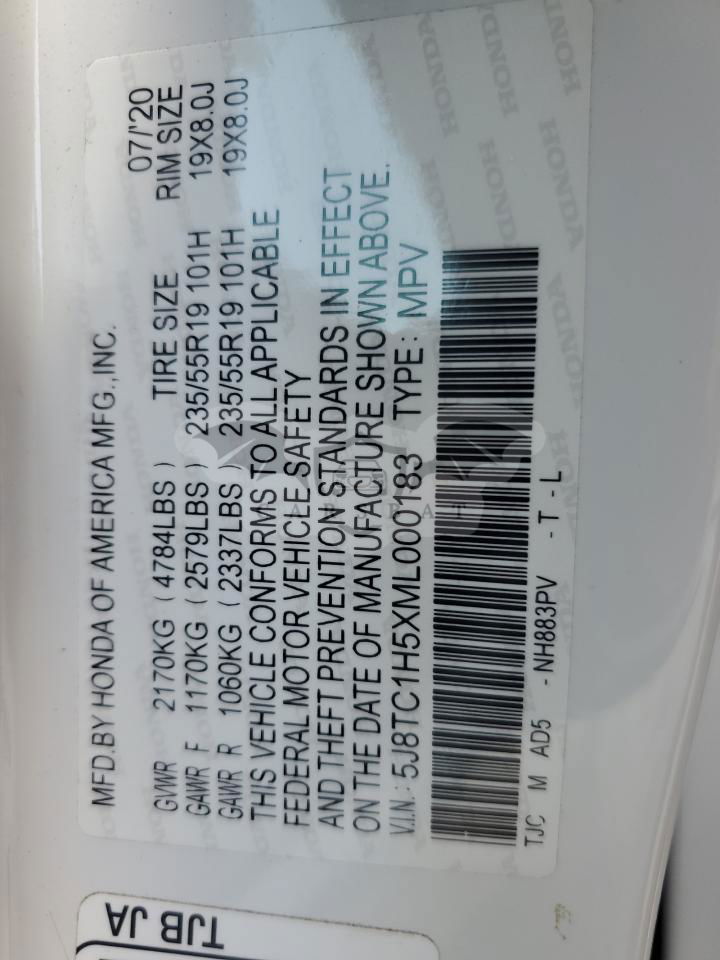 MFD.BY HONDA OF AMERICA MFG.,INC. 07/'20
GVWR 2170KG ( 4784LBS ) TIRE SIZE RIM SIZE
GAWR F 1170KG ( 2579LBS ) 235/55R19 101H 19X8.0J
GAWR R 1060KG ( 2337LBS ) 235/55R19 101H 19X8.0J
THIS VEHICLE CONFORMS TO ALL APPLICABLE
FEDERAL MOTOR VEHICLE SAFETY
AND THEFT PREVENTION STANDARDS IN EFFECT
ON THE DATE OF MANUFACTURE SHOWN ABOVE.
V.I.N.: 5J8TC1H5XML000183 TYPE: MPV
TJC M AD5 -NH883PV -T-L
TJB JA
HONDA